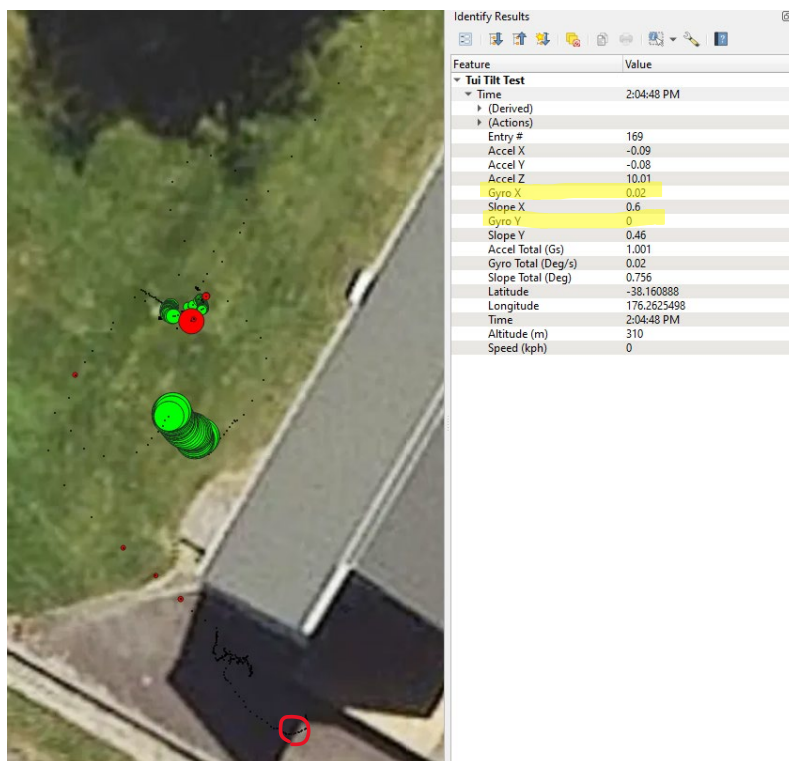 Identify Results
Feature Value
Tui Tilt Test
Time 2:04:48 PM
(Derived)
(Actions)
Entry # 169
Accel X -0.09
Accel Y -0.08
Accel Z 10.01
Gyro X 0.02
Slope X 0.6
Gyro Y 0
Slope Y 0.46
Accel Total (Gs) 1.001
Gyro Total (Deg/s) 0.02
Slope Total (Deg) 0.756
Latitude -38.160888
Longitude 176.2625498
Time 2:04:48 PM
Altitude (m) 310
Speed (kph) 0